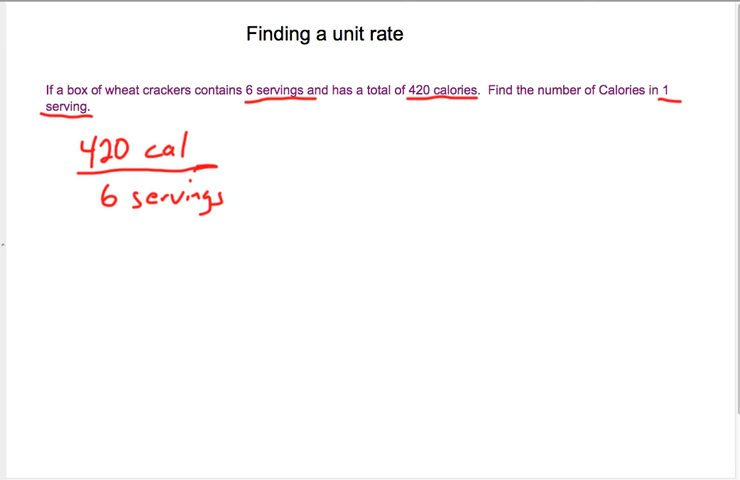 Finding a unit rate
If a box of wheat crackers contains 6 servings and has a total of 420 calories.  Find the number of Calories in 1
serving.
420 cal
6 servings